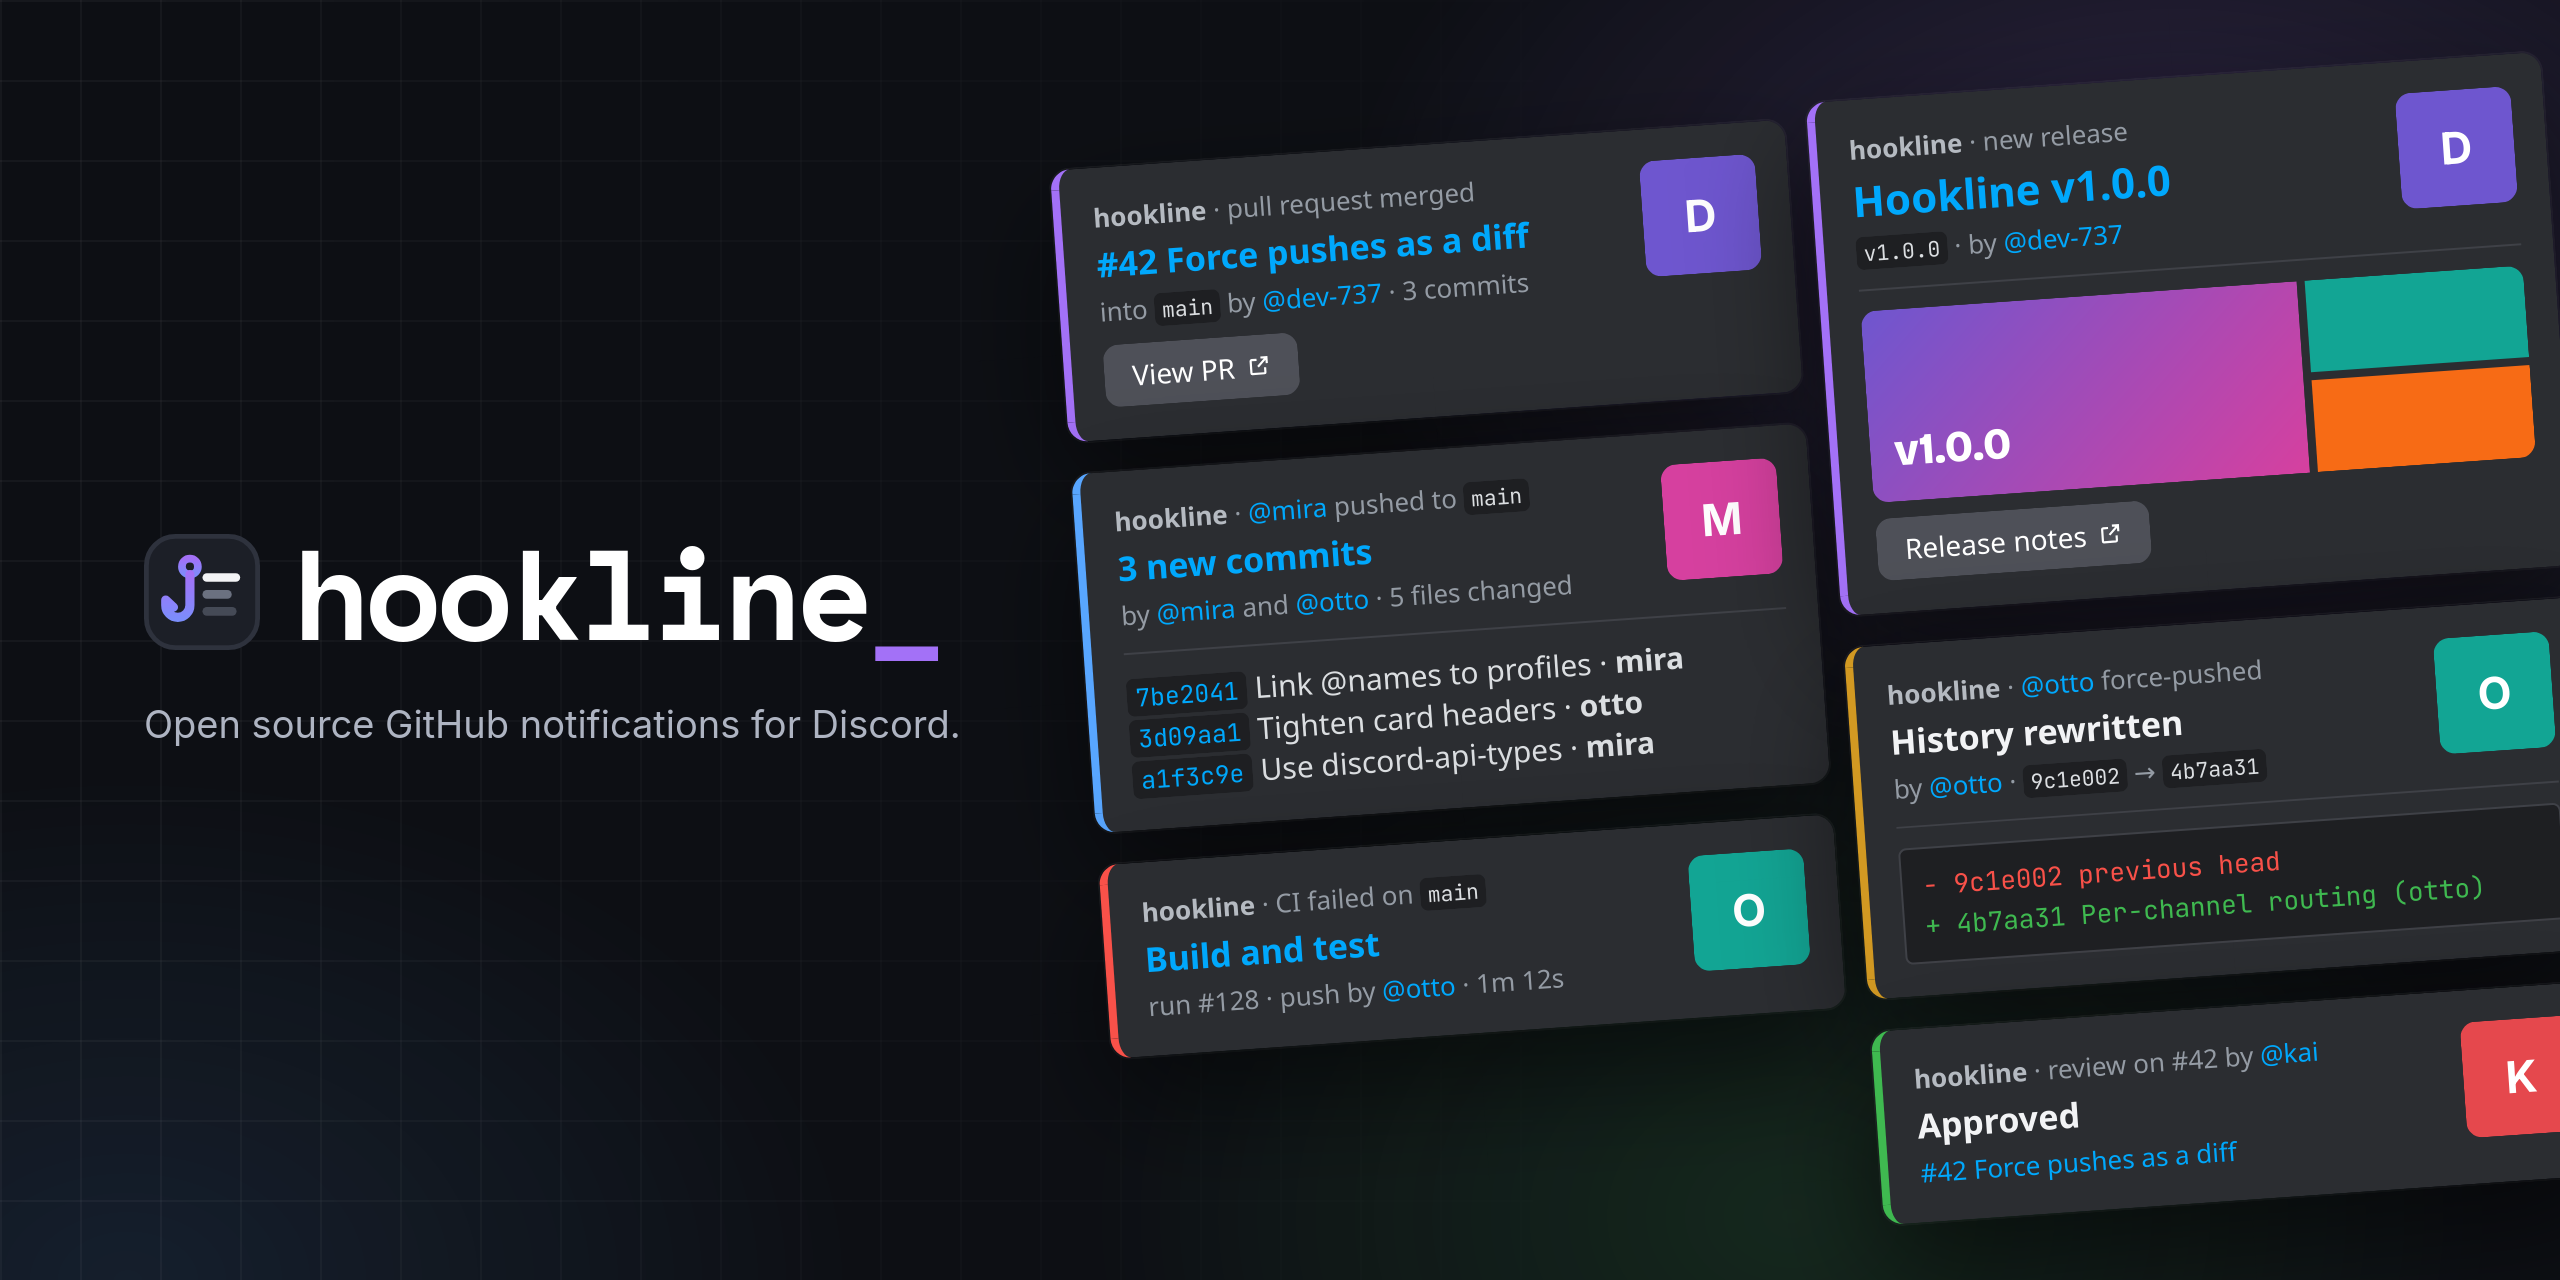 hookline_
Open source GitHub notifications for Discord.
hookline · pull request merged
#42 Force pushes as a diff
into main by @dev-737 · 3 commits
View PR
D
hookline · @mira pushed to main
3 new commits
by @mira and @otto · 5 files changed
M
7be2041 Link @names to profiles · mira
3d09aa1 Tighten card headers · otto
a1f3c9e Use discord-api-types · mira
hookline · CI failed on main
Build and test
run #128 · push by @otto · 1m 12s
O
hookline · new release
Hookline v1.0.0
v1.0.0 · by @dev-737
D
v1.0.0
Release notes
hookline · @otto force-pushed
History rewritten
by @otto · 9c1e002 → 4b7aa31
O
- 9c1e002 previous head
+ 4b7aa31 Per-channel routing (otto)
hookline · review on #42 by @kai
Approved
#42 Force pushes as a diff
K